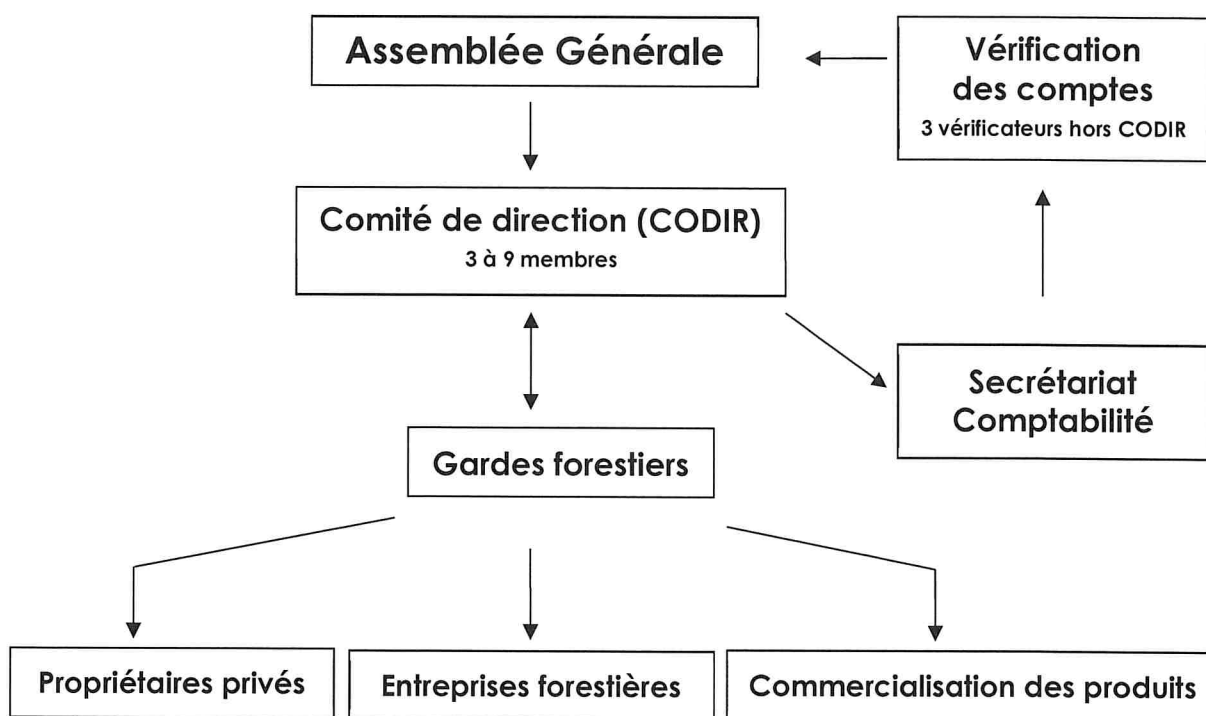 Assemblée Générale
Vérification
des comptes
3 vérificateurs hors CODIR
Comité de direction (CODIR)
3 à 9 membres
Secrétariat
Comptabilité
Gardes forestiers
Propriétaires privés
Entreprises forestières
Commercialisation des produits